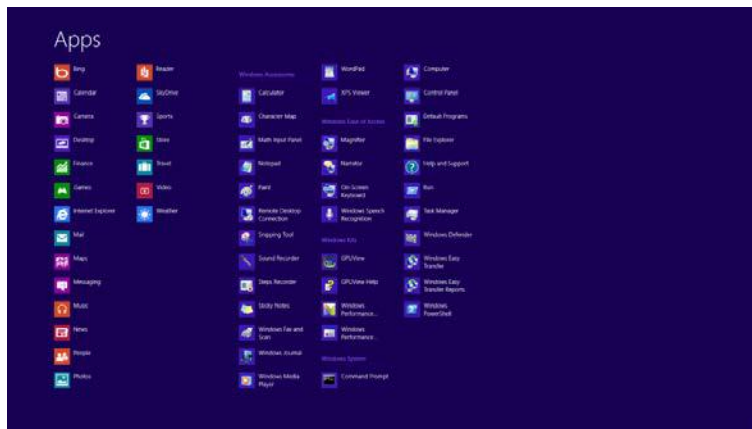 Apps
Bing
Calendar
Camera
Desktop
Finance
Games
Internet Explorer
Mail
Maps
Messaging
Music
News
People
Photos
Reader
SkyDrive
Sports
Store
Travel
Video
Weather
Windows Accessories
Calculator
Character Map
Math Input Panel
Notepad
Paint
Remote Desktop
Connection
Snipping Tool
Sound Recorder
Steps Recorder
Sticky Notes
Windows Fax and
Scan
Windows Journal
Windows Media
Player
WordPad
XPS Viewer
Windows Ease of Access
Magnifier
Narrator
On-Screen
Keyboard
Windows Speech
Recognition
Windows Kits
GPUView
GPUView Help
Windows
Performance...
Windows
Performance...
Windows System
Command Prompt
Computer
Control Panel
Default Programs
File Explorer
Help and Support
Run
Task Manager
Windows Defender
Windows Easy
Transfer
Windows Easy
Transfer Reports
Windows
PowerShell